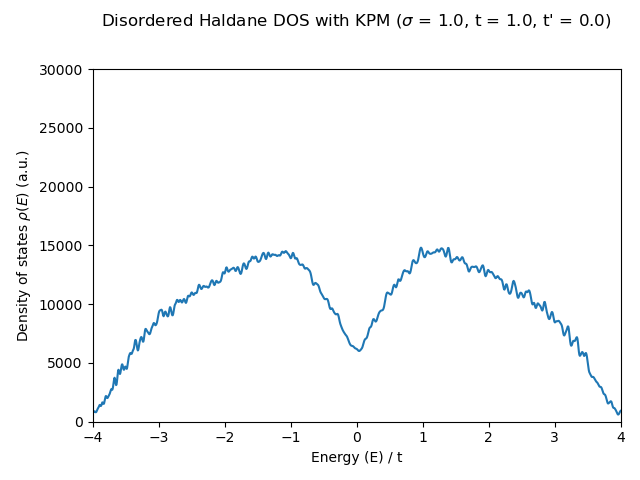 Disordered Haldane DOS with KPM (σ = 1.0, t = 1.0, t' = 0.0)
30000
25000
20000
15000
10000
5000
0
Density of states ρ(E) (a.u.)
−4 −3 −2 −1 0 1 2 3 4
Energy (E) / t